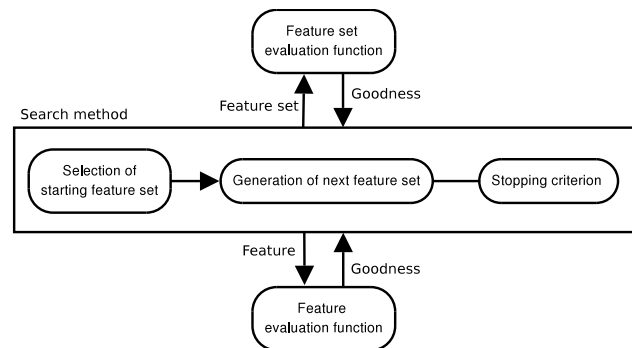 Feature set
evaluation function
Feature set
Goodness
Search method
Selection of
starting feature set
Generation of next feature set
Stopping criterion
Feature
Goodness
Feature
evaluation function